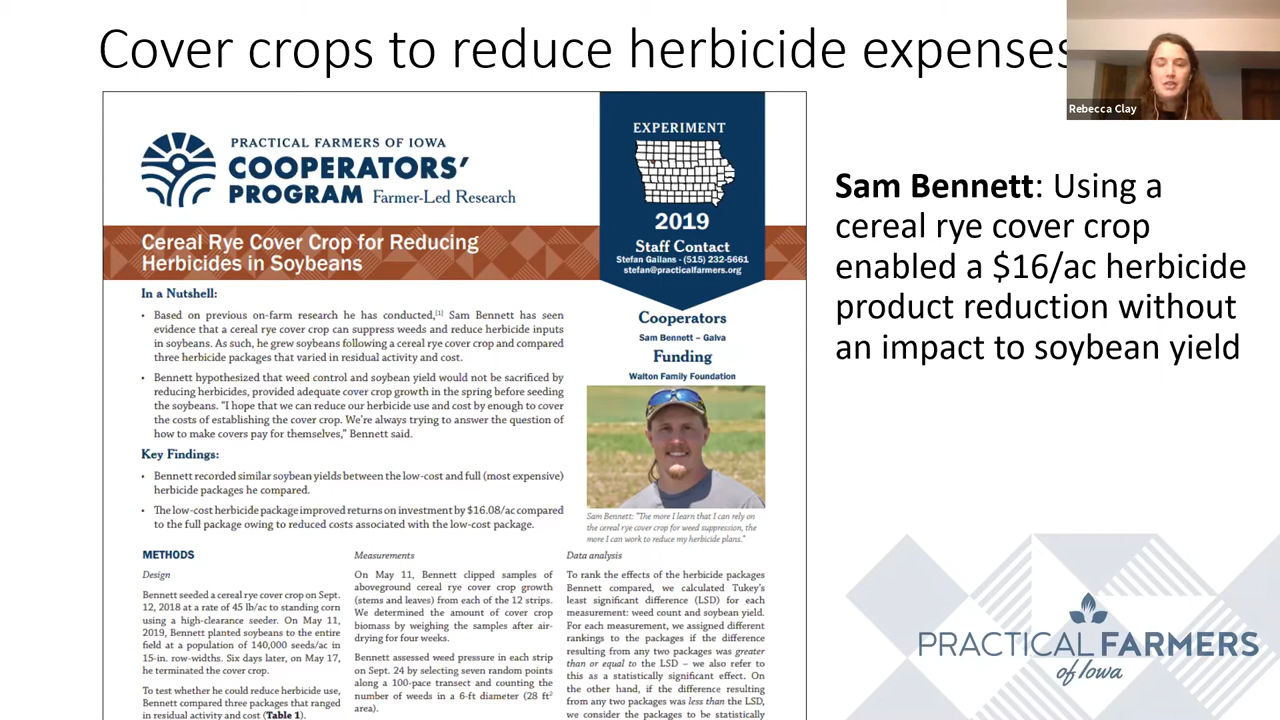 Cover crops to reduce herbicide expenses
Rebecca Clay
PRACTICAL FARMERS OF IOWA
COOPERATORS'
PROGRAM Farmer-Led Research
EXPERIMENT
2019
Staff Contact
Stefan Gailans - (515) 232-5661
stefan@practicalfarmers.org
Cereal Rye Cover Crop for Reducing
Herbicides in Soybeans
In a Nutshell:
• Based on previous on-farm research he has conducted,[1] Sam Bennett has seen
evidence that a cereal rye cover crop can suppress weeds and reduce herbicide inputs
in soybeans. As such, he grew soybeans following a cereal rye cover crop and compared
three herbicide packages that varied in residual activity and cost.
• Bennett hypothesized that weed control and soybean yield would not be sacrificed by
reducing herbicides, provided adequate cover crop growth in the spring before seeding
the soybeans. “I hope that we can reduce our herbicide use and cost by enough to cover
the costs of establishing the cover crop. We're always trying to answer the question of
how to make covers pay for themselves,” Bennett said.
Key Findings:
• Bennett recorded similar soybean yields between the low-cost and full (most expensive)
herbicide packages he compared.
• The low-cost herbicide package improved returns on investment by $16.08/ac compared
to the full package owing to reduced costs associated with the low-cost package.
Cooperators
Sam Bennett – Galva
Funding
Walton Family Foundation
Sam Bennett: “The more I learn that I can rely on
the cereal rye cover crop for weed suppression, the
more I can work to reduce my herbicide plans.”
METHODS
Design
Bennett seeded a cereal rye cover crop on Sept.
12, 2018 at a rate of 45 lb/ac to standing corn
using a high-clearance seeder. On May 11,
2019, Bennett planted soybeans to the entire
field at a population of 140,000 seeds/ac in
15-in. row-widths. Six days later, on May 17,
he terminated the cover crop.
To test whether he could reduce herbicide use,
Bennett compared three packages that ranged
in residual activity and cost (Table 1).
Measurements
On May 11, Bennett clipped samples of
aboveground cereal rye cover crop growth
(stems and leaves) from each of the 12 strips.
We determined the amount of cover crop
biomass by weighing the samples after air-
drying for four weeks.
Bennett assessed weed pressure in each strip
on Sept. 24 by selecting seven random points
along a 100-pace transect and counting the
number of weeds in a 6-ft diameter (28 ft²
area).
Data analysis
To rank the effects of the herbicide packages
Bennett compared, we calculated Tukey's
least significant difference (LSD) for each
measurement: weed count and soybean yield.
For each measurement, we assigned different
rankings to the packages if the difference
resulting from any two packages was greater
than or equal to the LSD – we also refer to
this as a statistically significant effect. On
the other hand, if the difference resulting
from any two packages was less than the LSD,
we consider the packages to be statistically
Sam Bennett: Using a
cereal rye cover crop
enabled a $16/ac herbicide
product reduction without
an impact to soybean yield
PRACTICAL FARMERS
of Iowa